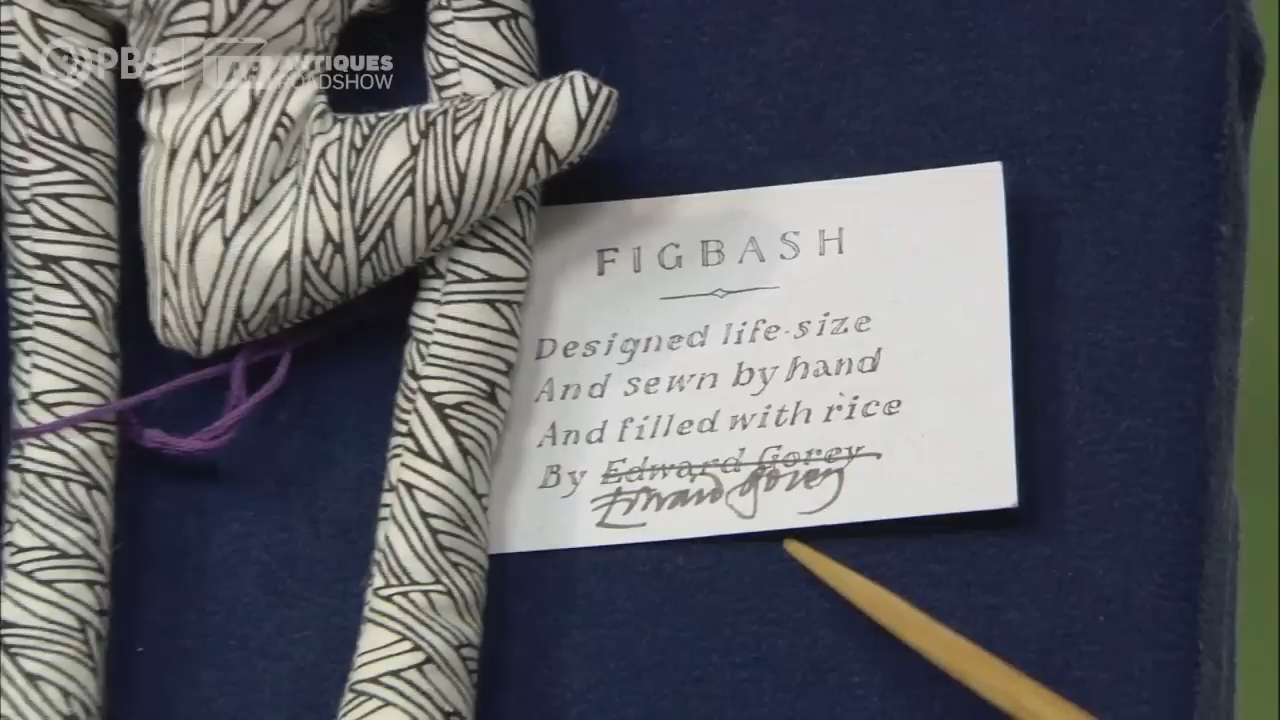 PBS ANTIQUES
ROADSHOW
FIGBASH
Designed life-size
And sewn by hand
And filled with rice
By Edward Gorey
Edward Gorey